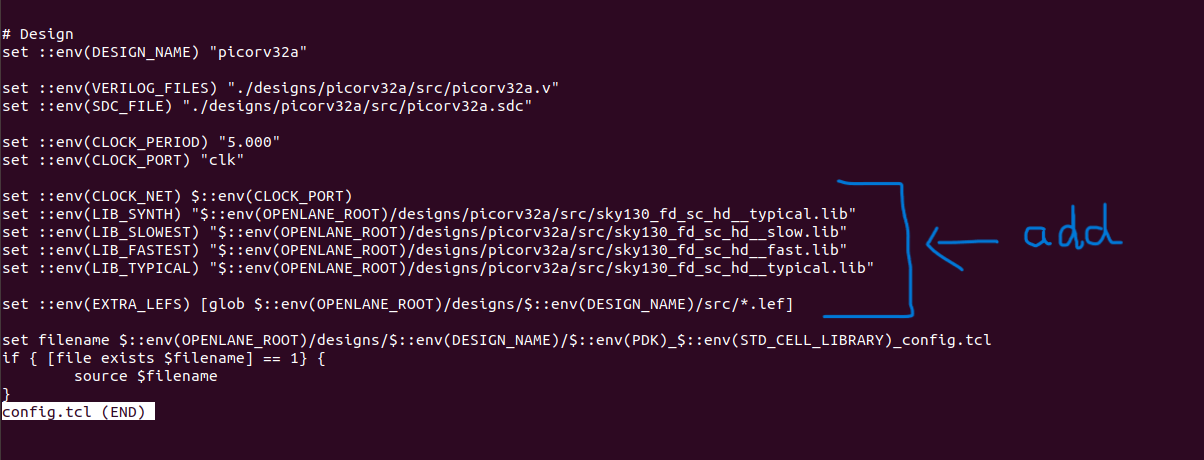 # Design
set ::env(DESIGN_NAME) "picorv32a"
set ::env(VERILOG_FILES) "./designs/picorv32a/src/picorv32a.v"
set ::env(SDC_FILE) "./designs/picorv32a/src/picorv32a.sdc"
set ::env(CLOCK_PERIOD) "5.000"
set ::env(CLOCK_PORT) "clk"
set ::env(CLOCK_NET) $::env(CLOCK_PORT)
set ::env(LIB_SYNTH) "$::env(OPENLANE_ROOT)/designs/picorv32a/src/sky130_fd_sc_hd__typical.lib"
set ::env(LIB_SLOWEST) "$::env(OPENLANE_ROOT)/designs/picorv32a/src/sky130_fd_sc_hd__slow.lib"
set ::env(LIB_FASTEST) "$::env(OPENLANE_ROOT)/designs/picorv32a/src/sky130_fd_sc_hd__fast.lib"
set ::env(LIB_TYPICAL) "$::env(OPENLANE_ROOT)/designs/picorv32a/src/sky130_fd_sc_hd__typical.lib"
add
set ::env(EXTRA_LEFS) [glob $::env(OPENLANE_ROOT)/designs/$::env(DESIGN_NAME)/src/*.lef]
set filename $::env(OPENLANE_ROOT)/designs/$::env(DESIGN_NAME)/$::env(PDK)_$::env(STD_CELL_LIBRARY)_config.tcl
if { [file exists $filename] == 1} {
        source $filename
}
config.tcl (END)